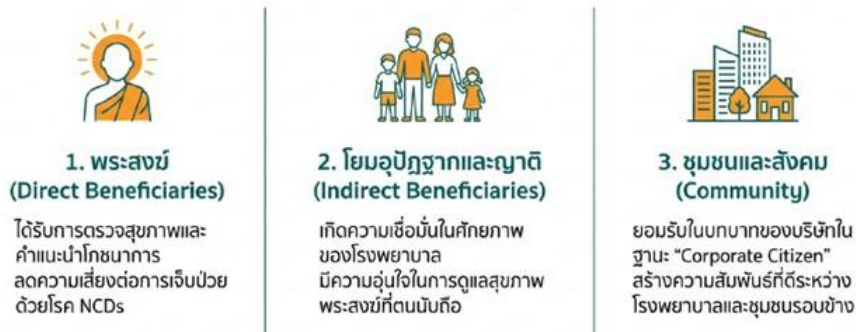 1. พระสงฆ์
(Direct Beneficiaries)
ได้รับการตรวจสุขภาพและ
คำแนะนำโภชนาการ
ลดความเสี่ยงต่อการเจ็บป่วย
ด้วยโรค NCDs
2. โยมอุปัฏฐากและญาติ
(Indirect Beneficiaries)
เกิดความเชื่อมั่นในศักยภาพ
ของโรงพยาบาล
มีความอุ่นใจในการดูแลสุขภาพ
พระสงฆ์ที่ตนนับถือ
3. ชุมชนและสังคม
(Community)
ยอมรับในบทบาทของบริษัทใน
ฐานะ “Corporate Citizen”
สร้างความสัมพันธ์ที่ดีระหว่าง
โรงพยาบาลและชุมชนรอบข้าง